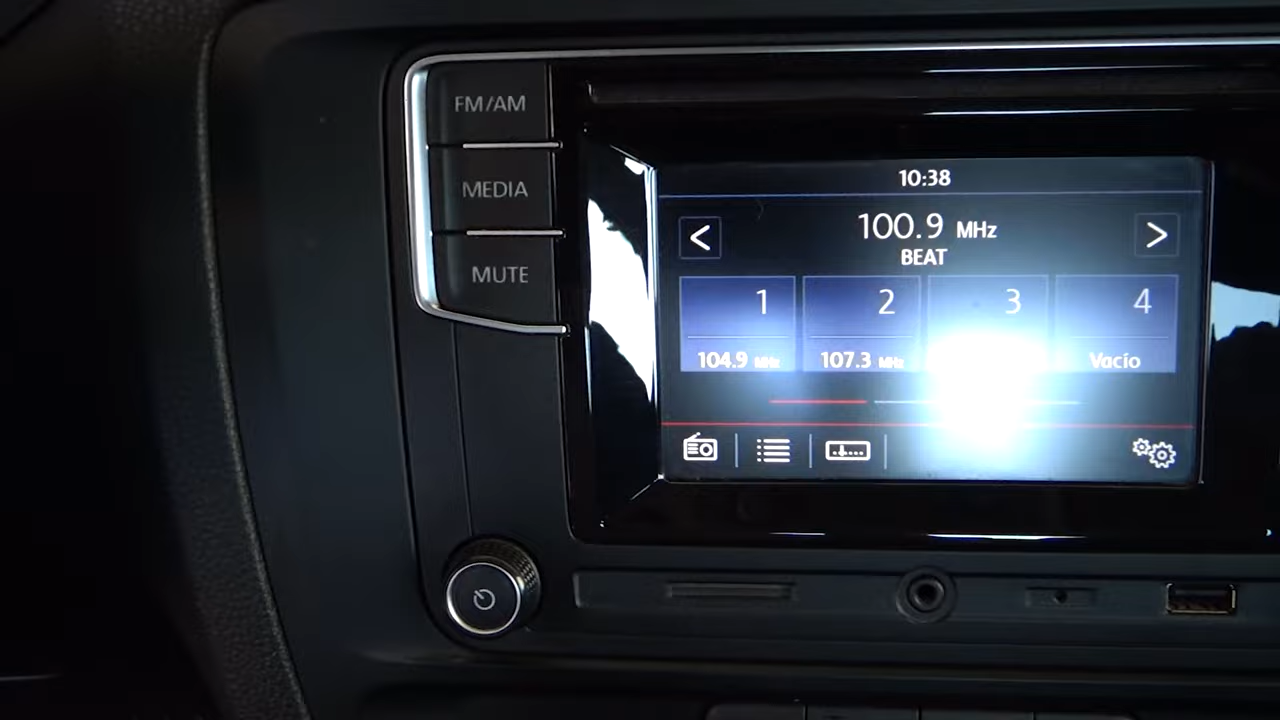 FM/AM
MEDIA
MUTE
10:38
< 100.9 MHz >
BEAT
1 2 3 4
104.9 MHz 107.3 MHz Vacío